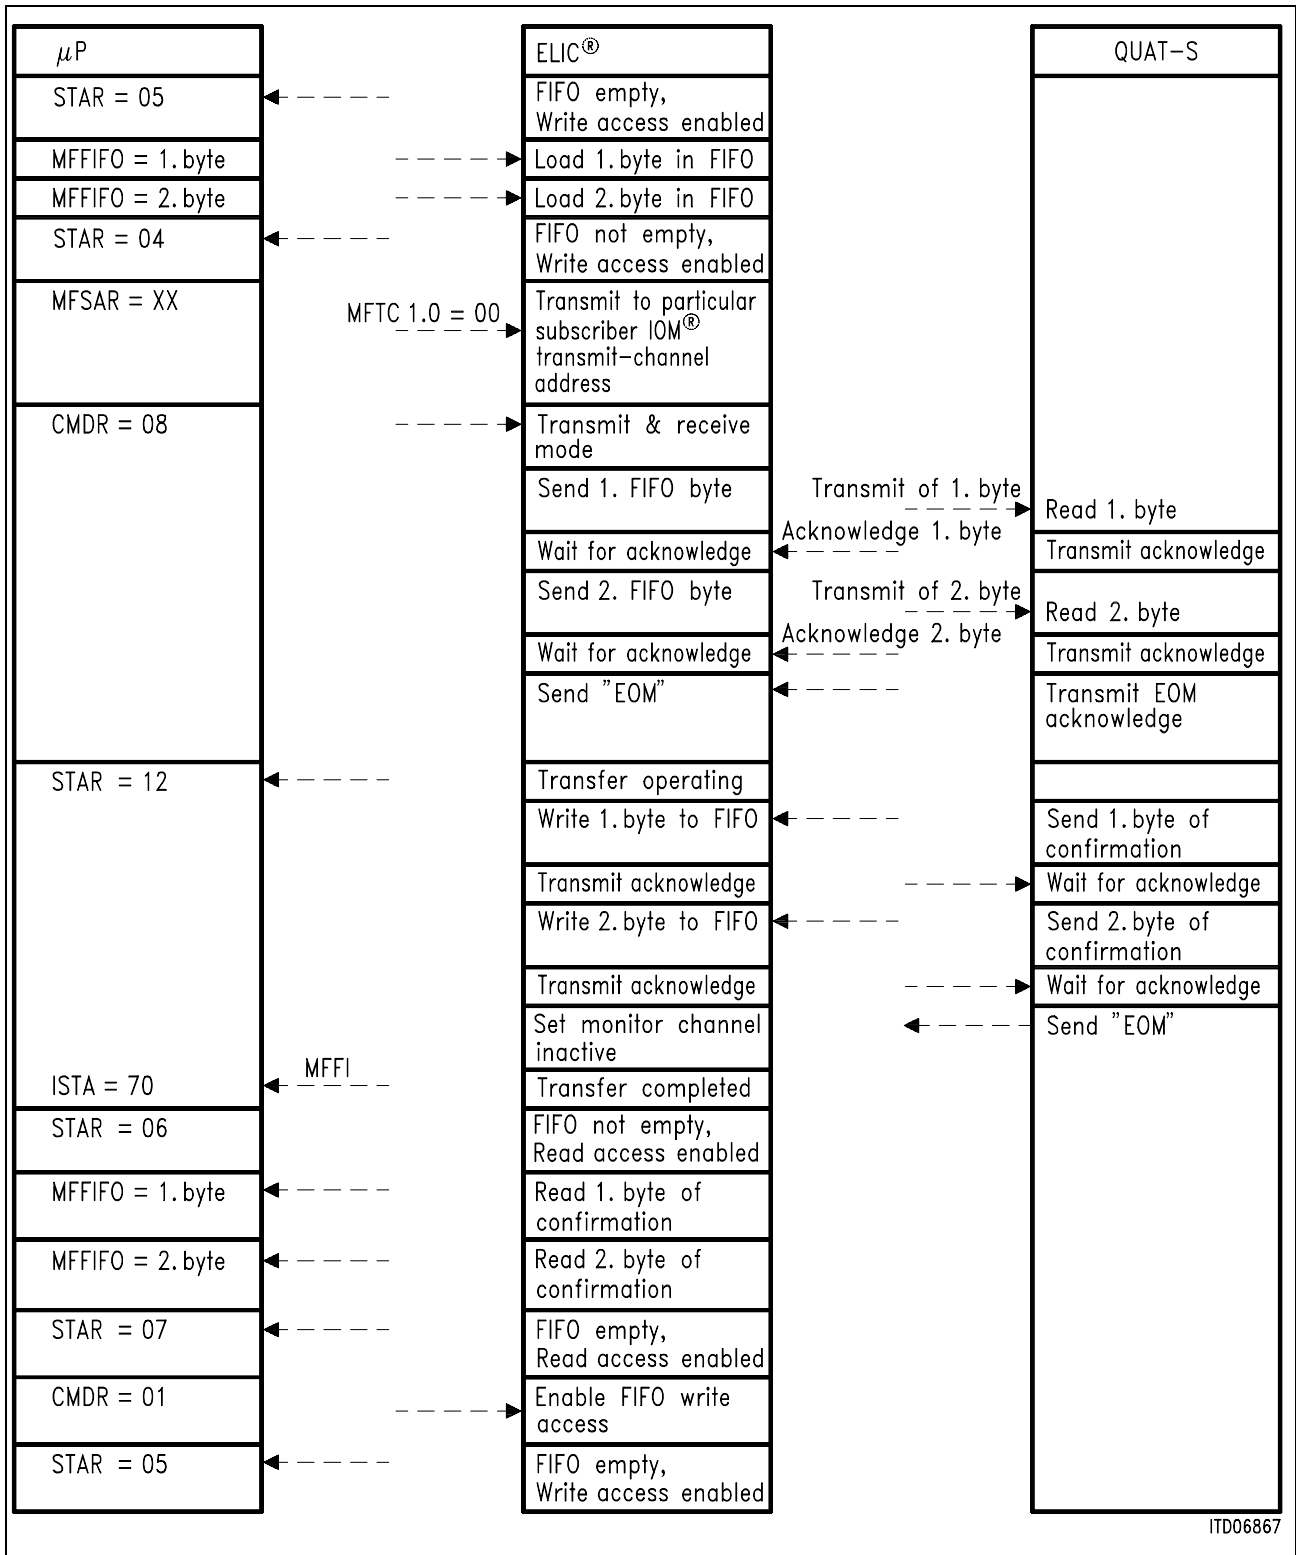 μP
ELIC®
QUAT-S
STAR = 05
FIFO empty,
Write access enabled
MFFIFO = 1.byte
Load 1.byte in FIFO
MFFIFO = 2.byte
Load 2.byte in FIFO
STAR = 04
FIFO not empty,
Write access enabled
MFSAR = XX
MFTC 1.0 = 00
Transmit to particular
subscriber IOM®
transmit-channel
address
CMDR = 08
Transmit & receive
mode
Send 1. FIFO byte
Transmit of 1. byte
Read 1. byte
Acknowledge 1. byte
Wait for acknowledge
Transmit acknowledge
Send 2. FIFO byte
Transmit of 2. byte
Read 2. byte
Acknowledge 2. byte
Wait for acknowledge
Transmit acknowledge
Send "EOM"
Transmit EOM
acknowledge
STAR = 12
Transfer operating
Write 1.byte to FIFO
Send 1.byte of
confirmation
Transmit acknowledge
Wait for acknowledge
Write 2.byte to FIFO
Send 2.byte of
confirmation
Transmit acknowledge
Wait for acknowledge
Set monitor channel
inactive
Send "EOM"
ISTA = 70
MFFI
Transfer completed
STAR = 06
FIFO not empty,
Read access enabled
MFFIFO = 1.byte
Read 1. byte of
confirmation
MFFIFO = 2.byte
Read 2. byte of
confirmation
STAR = 07
FIFO empty,
Read access enabled
CMDR = 01
Enable FIFO write
access
STAR = 05
FIFO empty,
Write access enabled
ITD06867